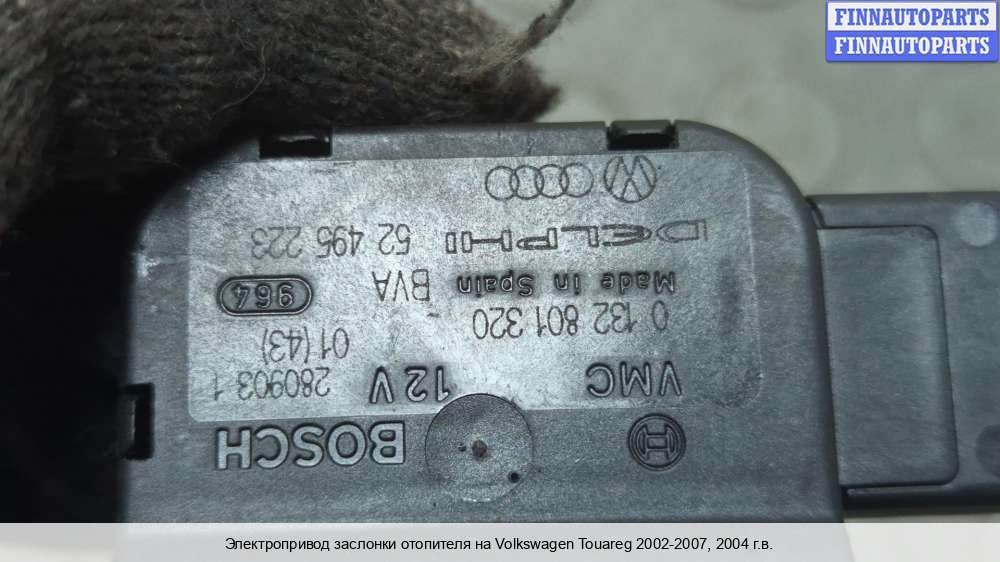 FINNAUTOPARTS
FINNAUTOPARTS
BOSCH
VMC 12V 280903 1
01(43)
0 132 801 320
Made in Spain BVA 964
DELPHI 52 495 223
Электропривод заслонки отопителя на Volkswagen Touareg 2002-2007, 2004 г.в.